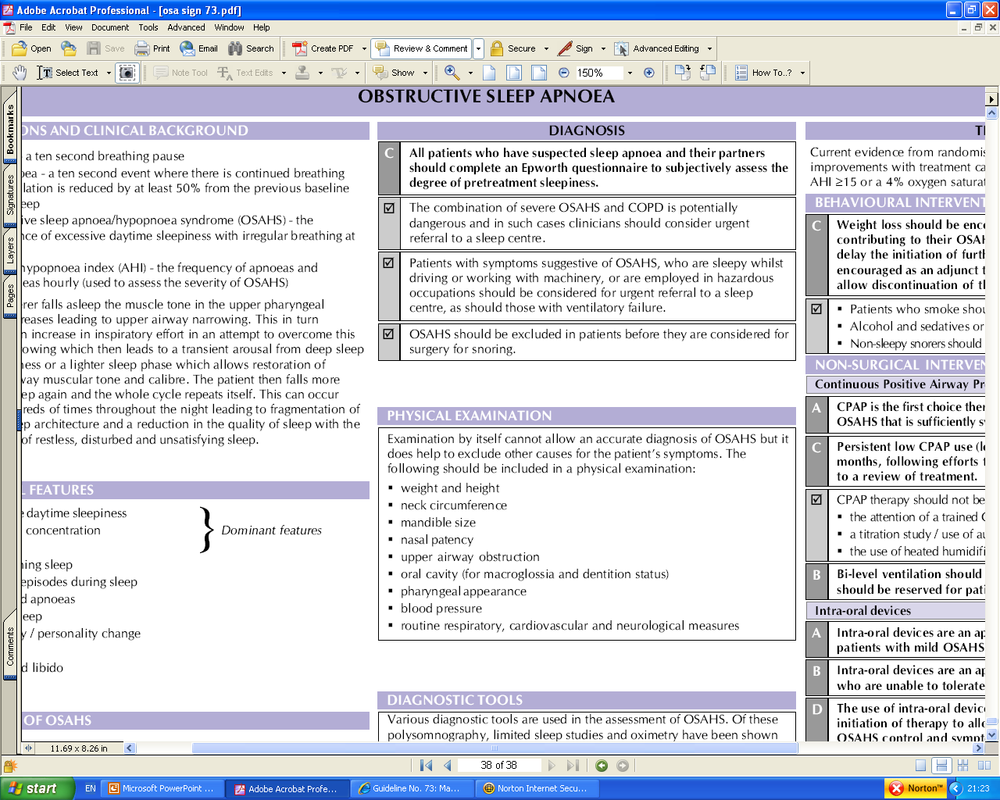 Adobe Acrobat Professional - [osa sign 73.pdf]
File Edit View Document Tools Advanced Window Help
Open Save Print Email Search Create PDF Review & Comment Secure Sign Advanced Editing
Select Text Note Tool Text Edits Show 150% How To..?
Bookmarks
Signatures
Layers
Pages
Comments
OBSTRUCTIVE SLEEP APNOEA
ONS AND CLINICAL BACKGROUND
a ten second breathing pause
oea - a ten second event where there is continued breathing
lation is reduced by at least 50% from the previous baseline
eep
ive sleep apnoea/hypopnoea syndrome (OSAHS) - the
nce of excessive daytime sleepiness with irregular breathing at
hypopnoea index (AHI) - the frequency of apnoeas and
eas hourly (used to assess the severity of OSAHS)
erer falls asleep the muscle tone in the upper pharyngeal
reases leading to upper airway narrowing. This in turn
n increase in inspiratory effort in an attempt to overcome this
owing which then leads to a transient arousal from deep sleep
ness or a lighter sleep phase which allows restoration of
way muscular tone and calibre. The patient then falls more
ep again and the whole cycle repeats itself. This can occur
reds of times throughout the night leading to fragmentation of
ep architecture and a reduction in the quality of sleep with the
of restless, disturbed and unsatisfying sleep.
L FEATURES
e daytime sleepiness
concentration
Dominant features
ning sleep
episodes during sleep
d apnoeas
eep
y / personality change
d libido
OF OSAHS
DIAGNOSIS
C All patients who have suspected sleep apnoea and their partners
should complete an Epworth questionnaire to subjectively assess the
degree of pretreatment sleepiness.
The combination of severe OSAHS and COPD is potentially
dangerous and in such cases clinicians should consider urgent
referral to a sleep centre.
Patients with symptoms suggestive of OSAHS, who are sleepy whilst
driving or working with machinery, or are employed in hazardous
occupations should be considered for urgent referral to a sleep
centre, as should those with ventilatory failure.
OSAHS should be excluded in patients before they are considered for
surgery for snoring.
PHYSICAL EXAMINATION
Examination by itself cannot allow an accurate diagnosis of OSAHS but it
does help to exclude other causes for the patient's symptoms. The
following should be included in a physical examination:
▪ weight and height
▪ neck circumference
▪ mandible size
▪ nasal patency
▪ upper airway obstruction
▪ oral cavity (for macroglossia and dentition status)
▪ pharyngeal appearance
▪ blood pressure
▪ routine respiratory, cardiovascular and neurological measures
DIAGNOSTIC TOOLS
Various diagnostic tools are used in the assessment of OSAHS. Of these
polysomnography, limited sleep studies and oximetry have been shown
T
Current evidence from randomis
improvements with treatment ca
AHI ≥15 or a 4% oxygen saturat
BEHAVIOURAL INTERVENT
C Weight loss should be enc
contributing to their OSAH
delay the initiation of furth
encouraged as an adjunct t
allow discontinuation of th
▪ Patients who smoke shou
▪ Alcohol and sedatives or
▪ Non-sleepy snorers should
NON-SURGICAL INTERVEN
Continuous Positive Airway Pr
A CPAP is the first choice ther
OSAHS that is sufficiently s
C Persistent low CPAP use (l
months, following efforts t
to a review of treatment.
CPAP therapy should not be
▪ the attention of a trained C
▪ a titration study / use of au
▪ the use of heated humidifi
B Bi-level ventilation should
should be reserved for pati
Intra-oral devices
A Intra-oral devices are an ap
patients with mild OSAHS
B Intra-oral devices are an ap
who are unable to tolerate
D The use of intra-oral device
initiation of therapy to allo
OSAHS control and sympt
11.69 x 8.26 in
38 of 38
start EN Microsoft PowerPoint ... Adobe Acrobat Profe... Guideline No. 73: Ma... Norton Internet Secu... Norton™ 21:23